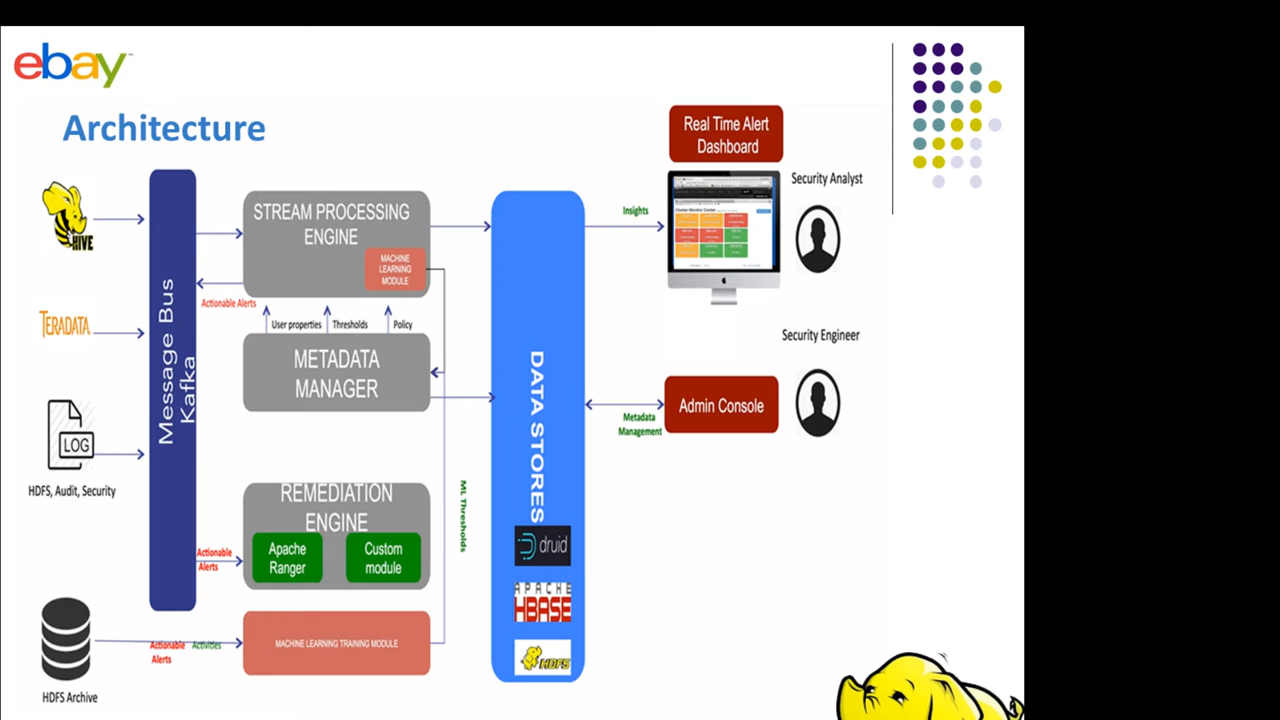 ebay™
Architecture
Real Time Alert
Dashboard
Security Analyst
HIVE
STREAM PROCESSING
ENGINE
MACHINE
LEARNING
MODULE
Insights
Actionable Alerts
TERADATA
Message Bus
Kafka
User properties
Thresholds
Policy
METADATA
MANAGER
DATA STORES
Security Engineer
Admin Console
Metadata
Management
LOG
HDFS, Audit, Security
ML Thresholds
REMEDIATION
ENGINE
Actionable
Alerts
Apache
Ranger
Custom
module
druid
APACHE
HBASE
HDFS
Actionable
Alerts
Activities
MACHINE LEARNING TRAINING MODULE
HDFS Archive